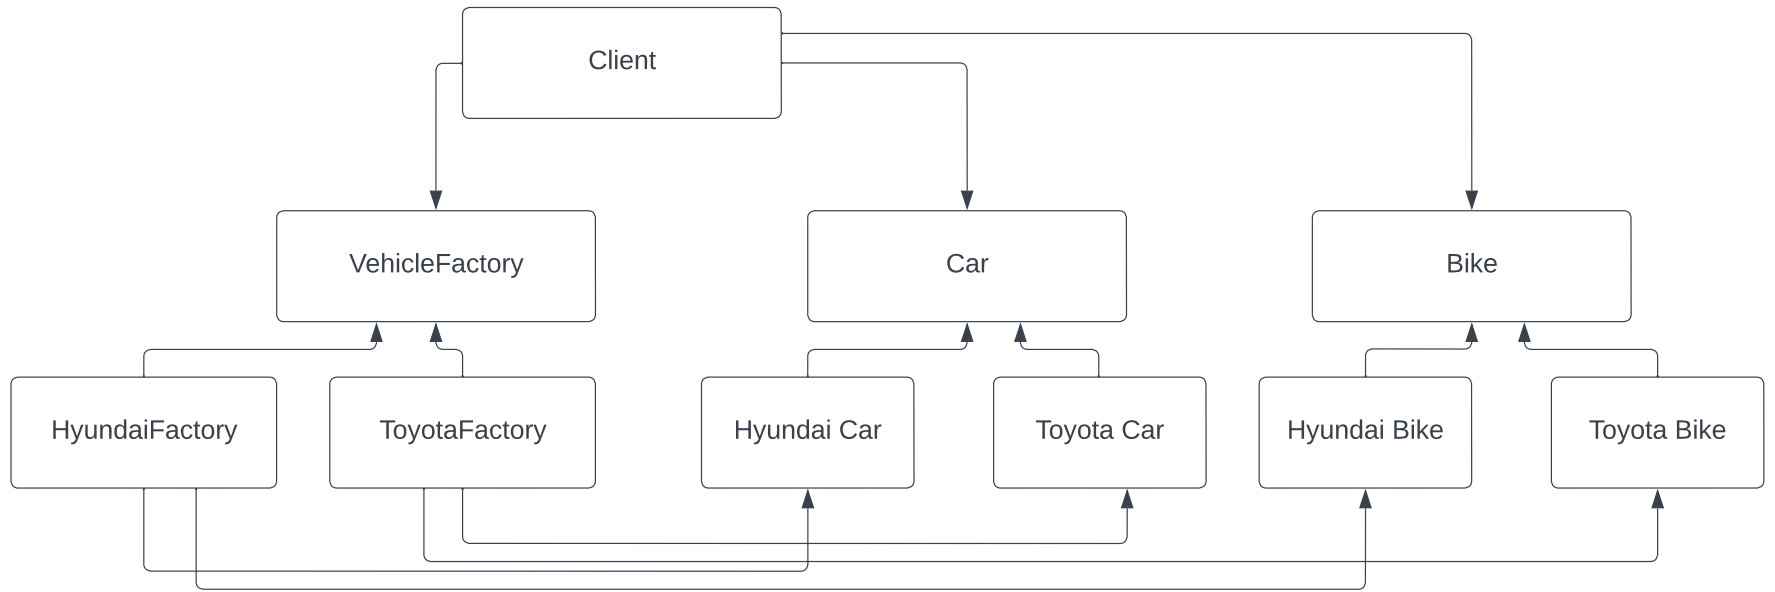 Client
VehicleFactory
Car
Bike
HyundaiFactory
ToyotaFactory
Hyundai Car
Toyota Car
Hyundai Bike
Toyota Bike